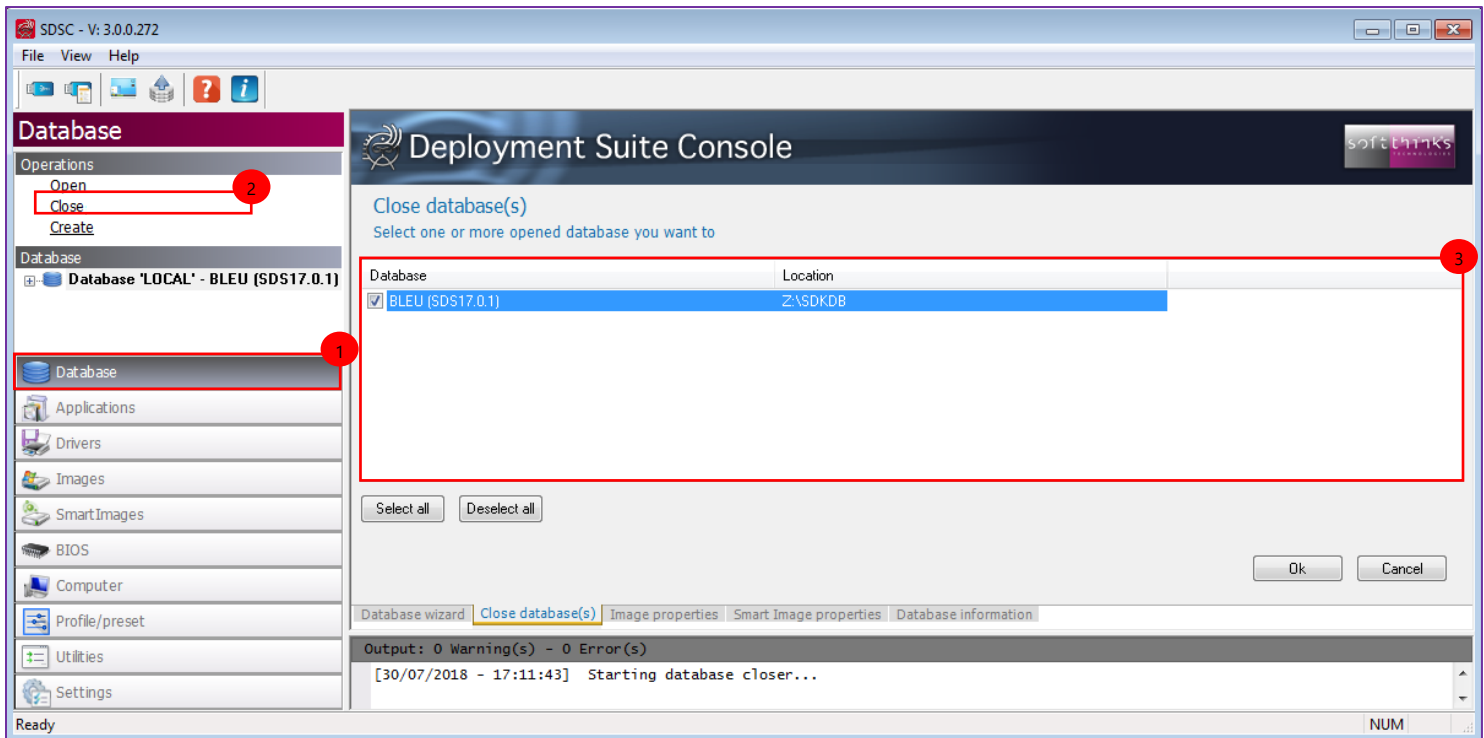 SDSC - V: 3.0.0.272
File View Help
Database
Operations
Open
2
Close
Create
Database
Database 'LOCAL' - BLEU (SDS17.0.1)
1
Database
Applications
Drivers
Images
SmartImages
BIOS
Computer
Profile/preset
Utilities
Settings
Deployment Suite Console
softthinks
TECHNOLOGIES
Close database(s)
Select one or more opened database you want to
3
Database Location
BLEU (SDS17.0.1) Z:\SDKDB
Select all Deselect all
Ok Cancel
Database wizard Close database(s) Image properties Smart Image properties Database information
Output: 0 Warning(s) - 0 Error(s)
[30/07/2018 - 17:11:43] Starting database closer...
Ready NUM